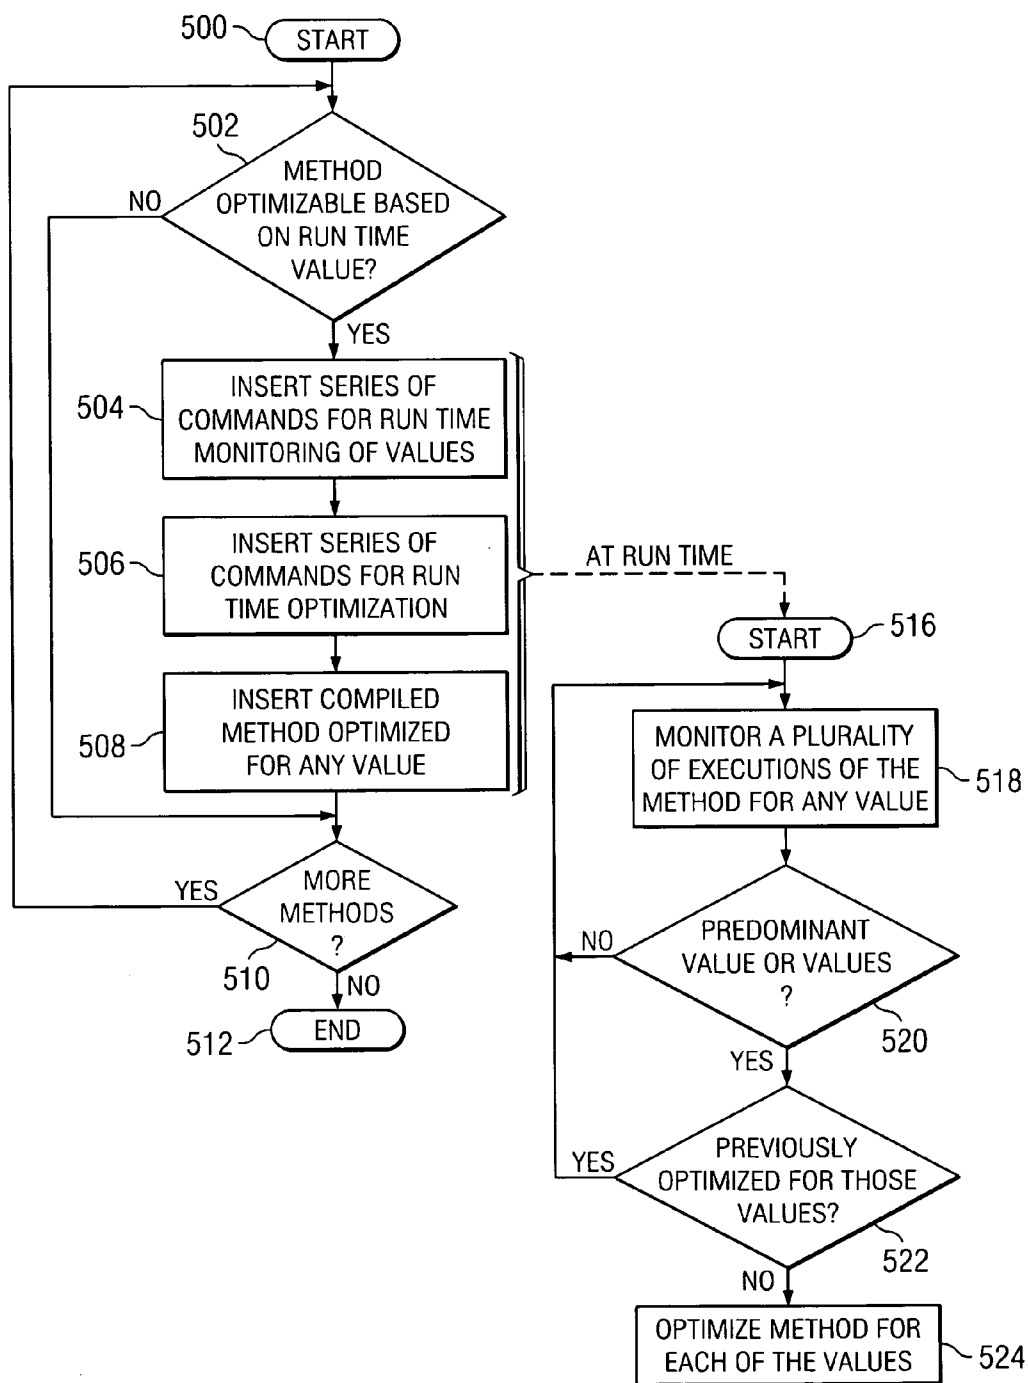 500
START
502
METHOD
OPTIMIZABLE BASED
ON RUN TIME
VALUE?
NO
YES
504
INSERT SERIES OF
COMMANDS FOR RUN TIME
MONITORING OF VALUES
506
INSERT SERIES OF
COMMANDS FOR RUN
TIME OPTIMIZATION
508
INSERT COMPILED
METHOD OPTIMIZED
FOR ANY VALUE
YES
MORE
METHODS
?
510
NO
512
END
AT RUN TIME
START
516
MONITOR A PLURALITY
OF EXECUTIONS OF THE
METHOD FOR ANY VALUE
518
NO
PREDOMINANT
VALUE OR VALUES
?
520
YES
YES
PREVIOUSLY
OPTIMIZED FOR THOSE
VALUES?
522
NO
OPTIMIZE METHOD FOR
EACH OF THE VALUES
524